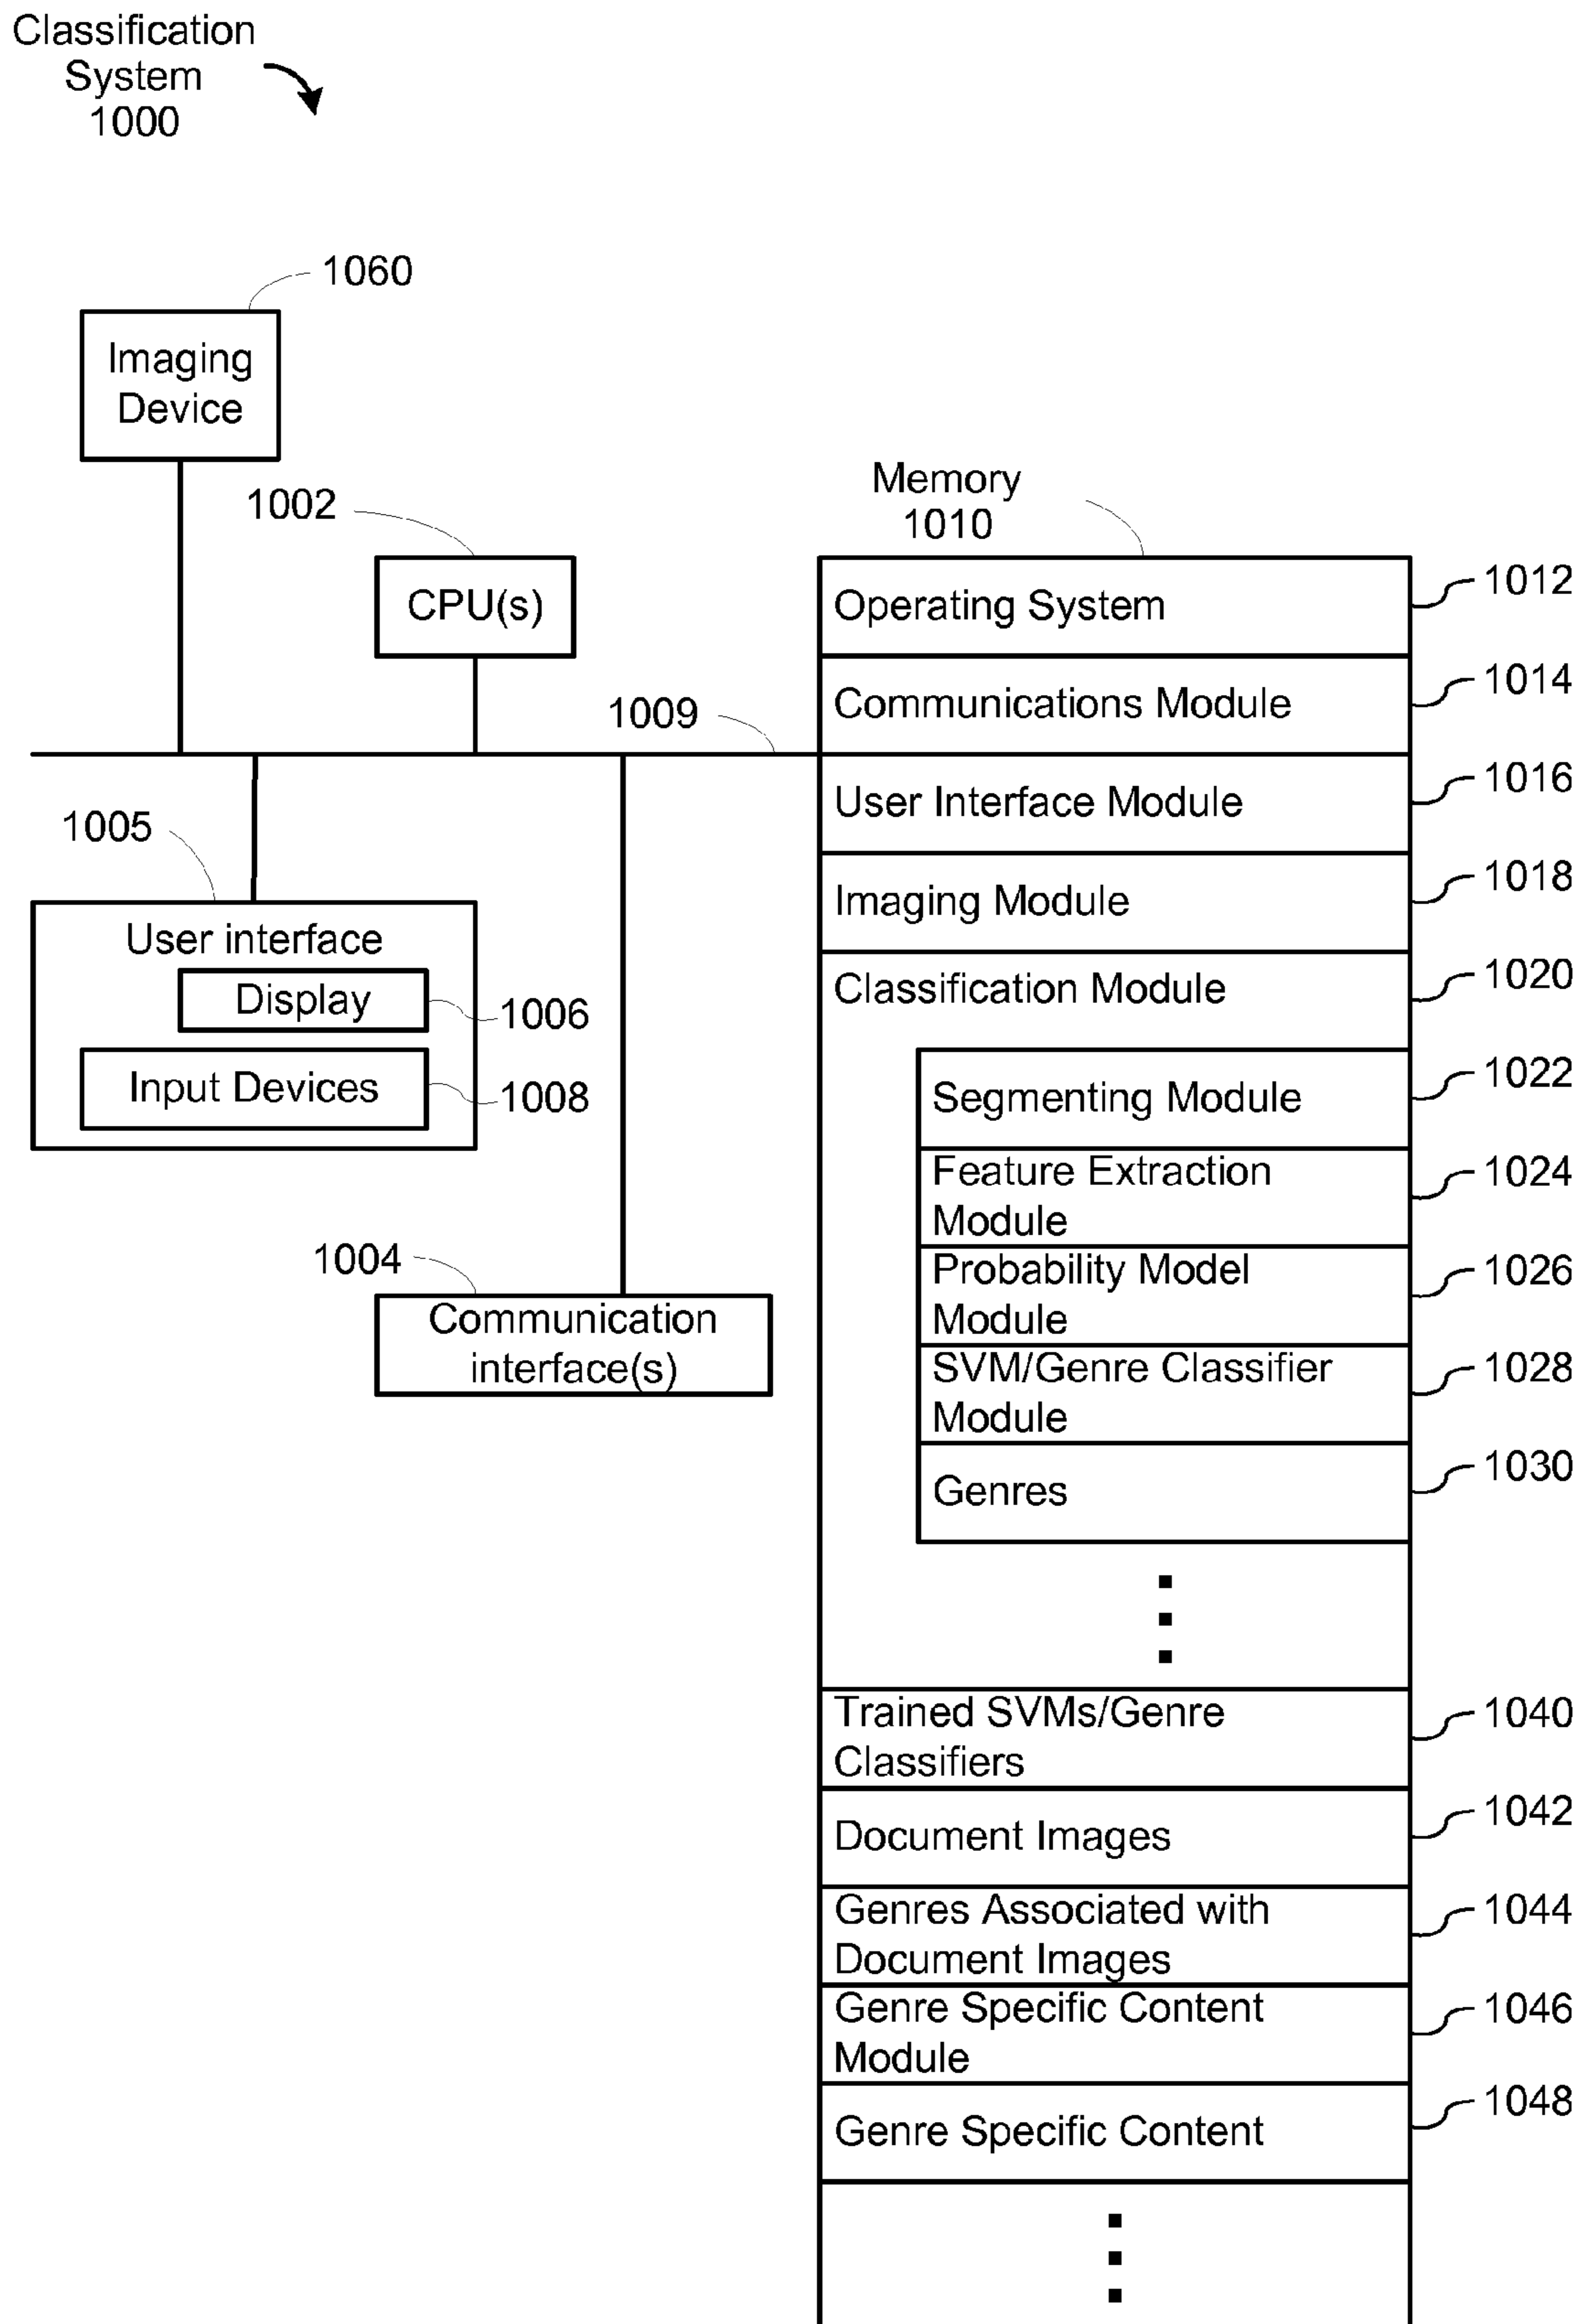 Classification
System
1000
1060
Imaging
Device
1002
CPU(s)
Memory
1010
1009
1005
User interface
Display
1006
Input Devices
1008
1004
Communication
interface(s)
Operating System
1012
Communications Module
1014
User Interface Module
1016
Imaging Module
1018
Classification Module
1020
Segmenting Module
1022
Feature Extraction
Module
1024
Probability Model
Module
1026
SVM/Genre Classifier
Module
1028
Genres
1030
Trained SVMs/Genre
Classifiers
1040
Document Images
1042
Genres Associated with
Document Images
1044
Genre Specific Content
Module
1046
Genre Specific Content
1048